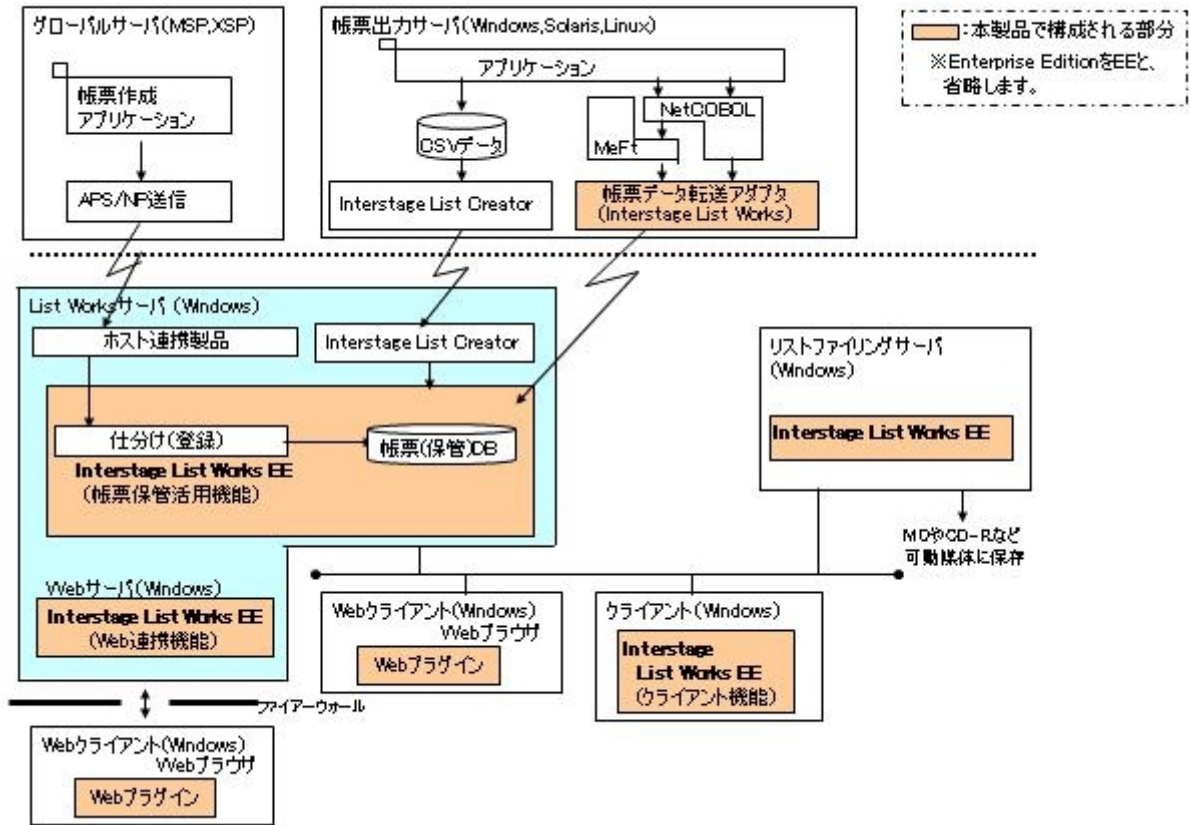 グローバルサーバ(MSP,XSP)
帳票作成
アプリケーション
APS/NP送信
帳票出力サーバ(Windows,Solaris,Linux)
アプリケーション
CSVデータ
NetCOBOL
MeFt
Interstage List Creator
帳票データ転送アダプタ
(Interstage List Works)
:本製品で構成される部分
※Enterprise EditionをEEと、
省略します。
List Worksサーバ (Windows)
ホスト連携製品
Interstage List Creator
仕分け(登録)
帳票(保管)DB
Interstage List Works EE
(帳票保管活用機能)
リストファイリングサーバ
(Windows)
Interstage List Works EE
MOやCD-Rなど
可動媒体に保存
Webサーバ(Windows)
Interstage List Works EE
(Web連携機能)
Webクライアント(Windows)
Webブラウザ
Webプラグイン
クライアント(Windows)
Interstage
List Works EE
(クライアント機能)
ファイアーウォール
Webクライアント(Windows)
Webブラウザ
Webプラグイン